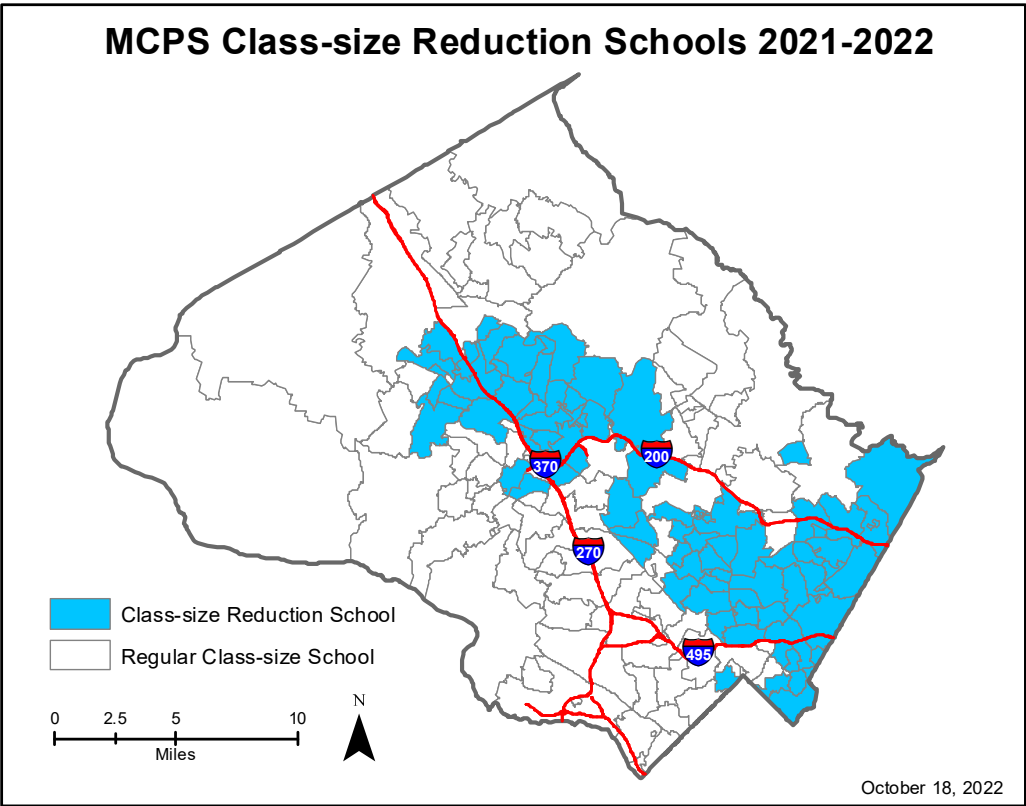 MCPS Class-size Reduction Schools 2021-2022
370
200
270
495
Class-size Reduction School
Regular Class-size School
N
0 2.5 5 10
Miles
October 18, 2022